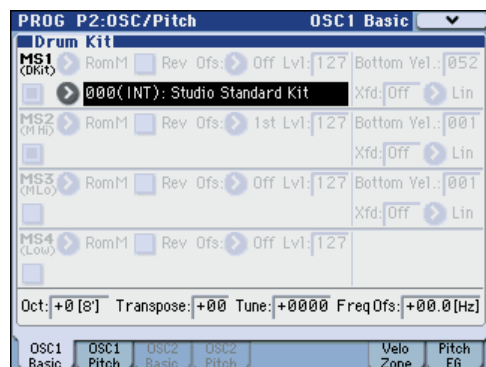 PROG P2:OSC/Pitch OSC1 Basic
Drum Kit
MS1 RomM Rev Ofs: Off Lvl: 127 Bottom Vel.: 052
(DKit)
000(INT): Studio Standard Kit Xfd: Off Lin
MS2 RomM Rev Ofs: 1st Lvl: 127 Bottom Vel.: 001
(M Hi)
Xfd: Off Lin
MS3 RomM Rev Ofs: Off Lvl: 127 Bottom Vel.: 001
(MLo)
Xfd: Off Lin
MS4 RomM Rev Ofs: Off Lvl: 127
(Low)
Oct: +0 [8'] Transpose: +00 Tune: +0000 Freq Ofs: +00.0 [Hz]
OSC1 Basic OSC1 Pitch OSC2 Basic OSC2 Pitch Velo Zone Pitch EG